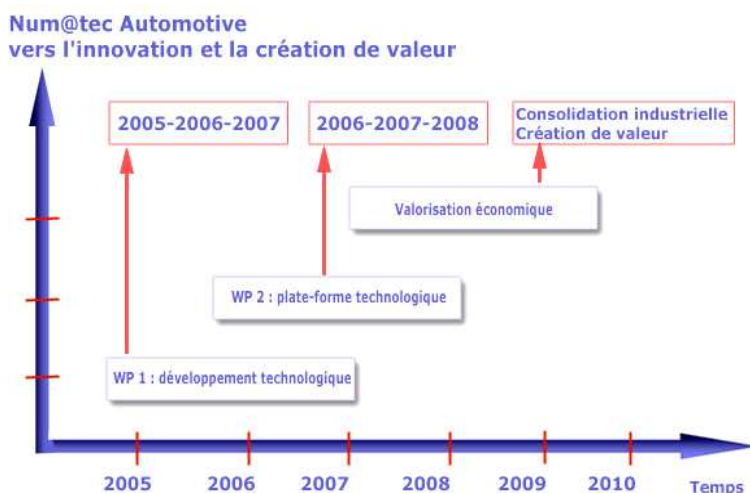 Num@tec Automotive
vers l'innovation et la création de valeur
2005-2006-2007
2006-2007-2008
Consolidation industrielle
Création de valeur
Valorisation économique
WP 2 : plate-forme technologique
WP 1 : développement technologique
2005 2006 2007 2008 2009 2010 Temps